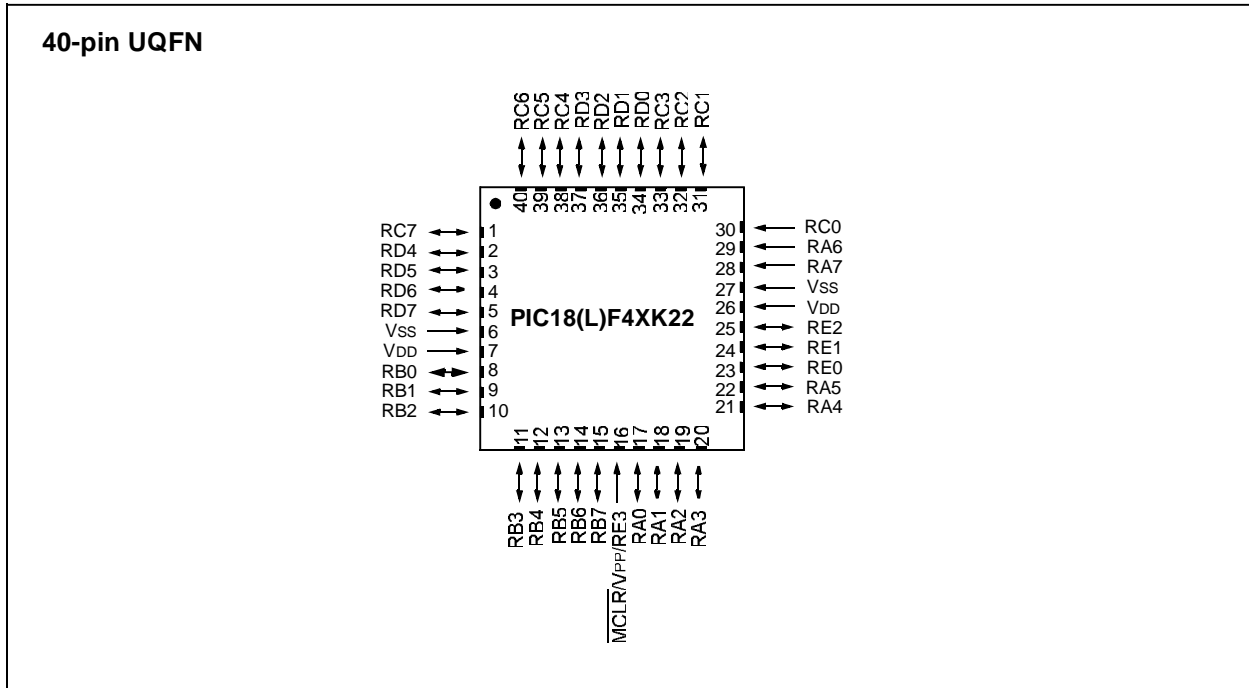 40-pin UQFN
RC6
RC5
RC4
RD3
RD2
RD1
RD0
RC3
RC2
RC1
40
39
38
37
36
35
34
33
32
31
RC7 1
RD4 2
RD5 3
RD6 4
RD7 5
VSS 6
VDD 7
RB0 8
RB1 9
RB2 10
PIC18(L)F4XK22
30 RC0
29 RA6
28 RA7
27 VSS
26 VDD
25 RE2
24 RE1
23 RE0
22 RA5
21 RA4
11
12
13
14
15
16
17
18
19
20
RB3
RB4
RB5
RB6
RB7
MCLR/VPP/RE3
RA0
RA1
RA2
RA3